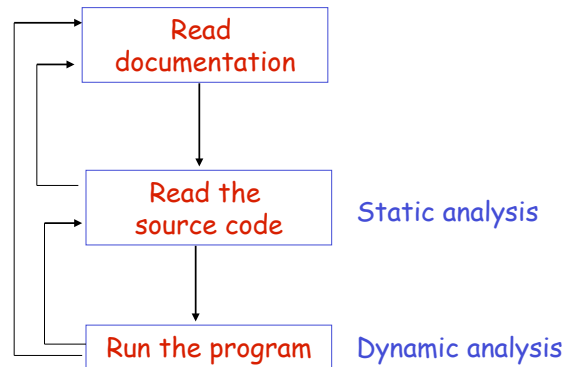 Read
documentation
Read the
source code
Static analysis
Run the program
Dynamic analysis